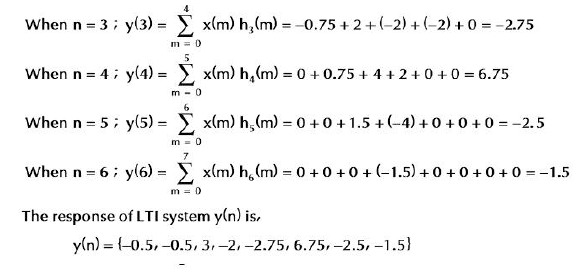 When n = 3 ; y(3) = 4∑m = 0 x(m) h₃(m) = –0.75 + 2 + (–2) + (–2) + 0 = –2.75
When n = 4 ; y(4) = 5∑m = 0 x(m) h₄(m) = 0 + 0.75 + 4 + 2 + 0 + 0 = 6.75
When n = 5 ; y(5) = 6∑m = 0 x(m) h₅(m) = 0 + 0 + 1.5 + (–4) + 0 + 0 + 0 = –2.5
When n = 6 ; y(6) = 7∑m = 0 x(m) h₆(m) = 0 + 0 + 0 + (–1.5) + 0 + 0 + 0 + 0 = –1.5
The response of LTI system y(n) is,
y(n) = {–0.5, –0.5, 3, –2, –2.75, 6.75, –2.5, –1.5}